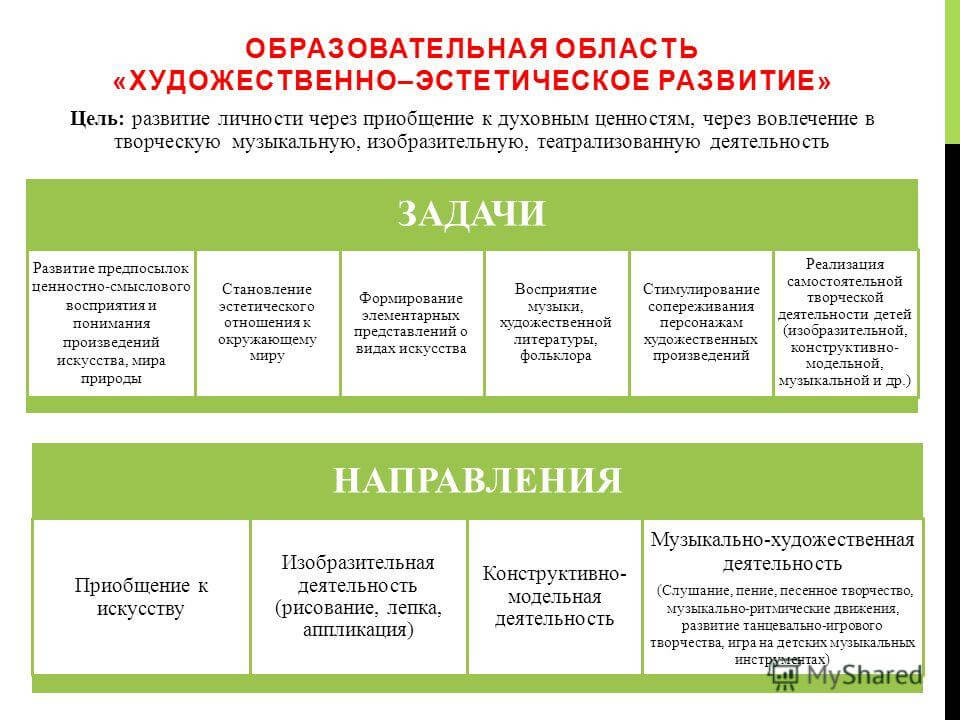 ОБРАЗОВАТЕЛЬНАЯ ОБЛАСТЬ
«ХУДОЖЕСТВЕННО–ЭСТЕТИЧЕСКОЕ РАЗВИТИЕ»
Цель: развитие личности через приобщение к духовным ценностям, через вовлечение в
творческую музыкальную, изобразительную, театрализованную деятельность
ЗАДАЧИ
Развитие предпосылок
ценностно-смыслового
восприятия и
понимания
произведений
искусства, мира
природы
Становление
эстетического
отношения к
окружающему
миру
Формирование
элементарных
представлений о
видах искусства
Восприятие
музыки,
художественной
литературы,
фольклора
Стимулирование
сопереживания
персонажам
художественных
произведений
Реализация
самостоятельной
творческой
деятельности детей
(изобразительной,
конструктивно-
модельной,
музыкальной и др.)
НАПРАВЛЕНИЯ
Приобщение к
искусству
Изобразительная
деятельность
(рисование, лепка,
аппликация)
Конструктивно-
модельная
деятельность
Музыкально-художественная
деятельность
(Слушание, пение, песенное творчество,
музыкально-ритмические движения,
развитие танцевально-игрового
творчества, игра на детских музыкальных
инструментах)
MyShared